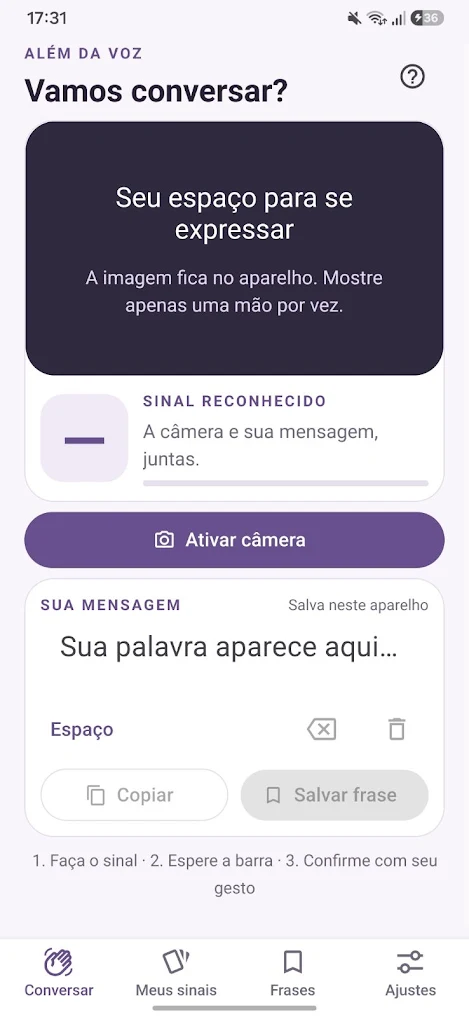 17:31
36
ALÉM DA VOZ
Vamos conversar?
Seu espaço para se
expressar
A imagem fica no aparelho. Mostre
apenas uma mão por vez.
SINAL RECONHECIDO
A câmera e sua mensagem,
juntas.
Ativar câmera
SUA MENSAGEM
Salva neste aparelho
Sua palavra aparece aqui...
Espaço
Copiar
Salvar frase
1. Faça o sinal · 2. Espere a barra · 3. Confirme com seu
gesto
Conversar
Meus sinais
Frases
Ajustes